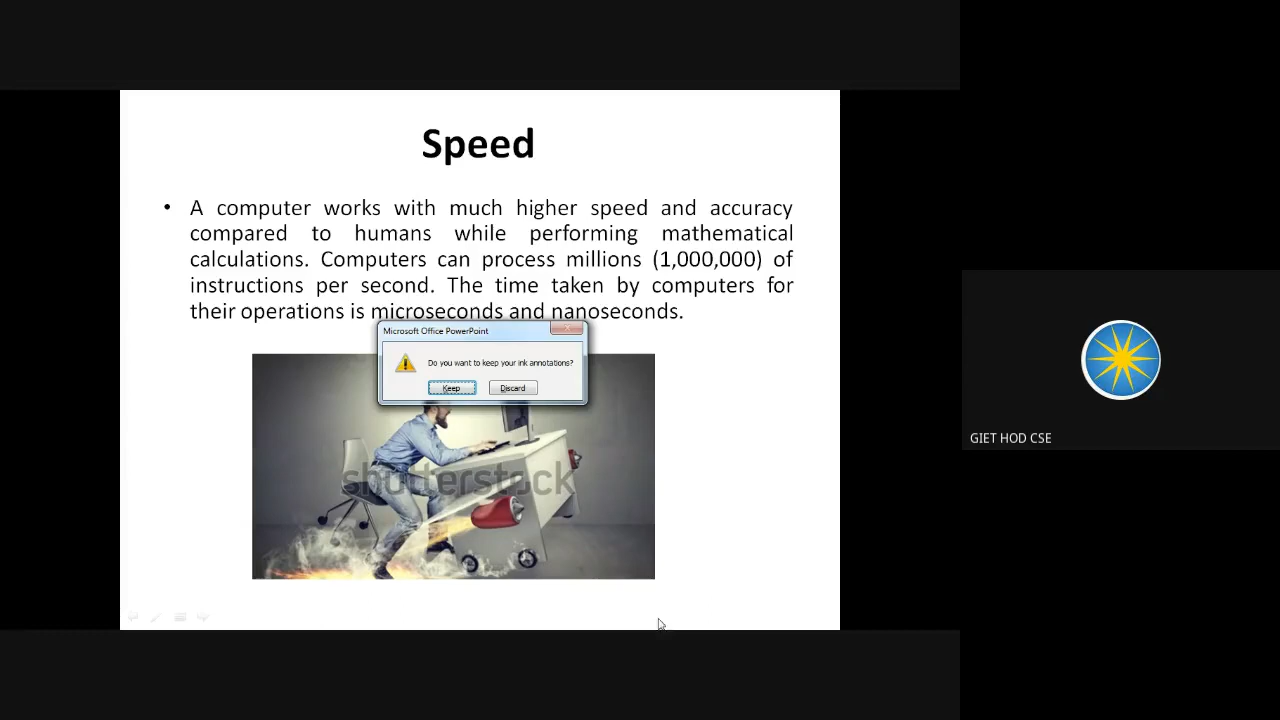 Speed
• A computer works with much higher speed and accuracy
compared to humans while performing mathematical
calculations. Computers can process millions (1,000,000) of
instructions per second. The time taken by computers for
their operations is microseconds and nanoseconds.
Microsoft Office PowerPoint
Do you want to keep your ink annotations?
Keep
Discard
shutterstock
GIET HOD CSE